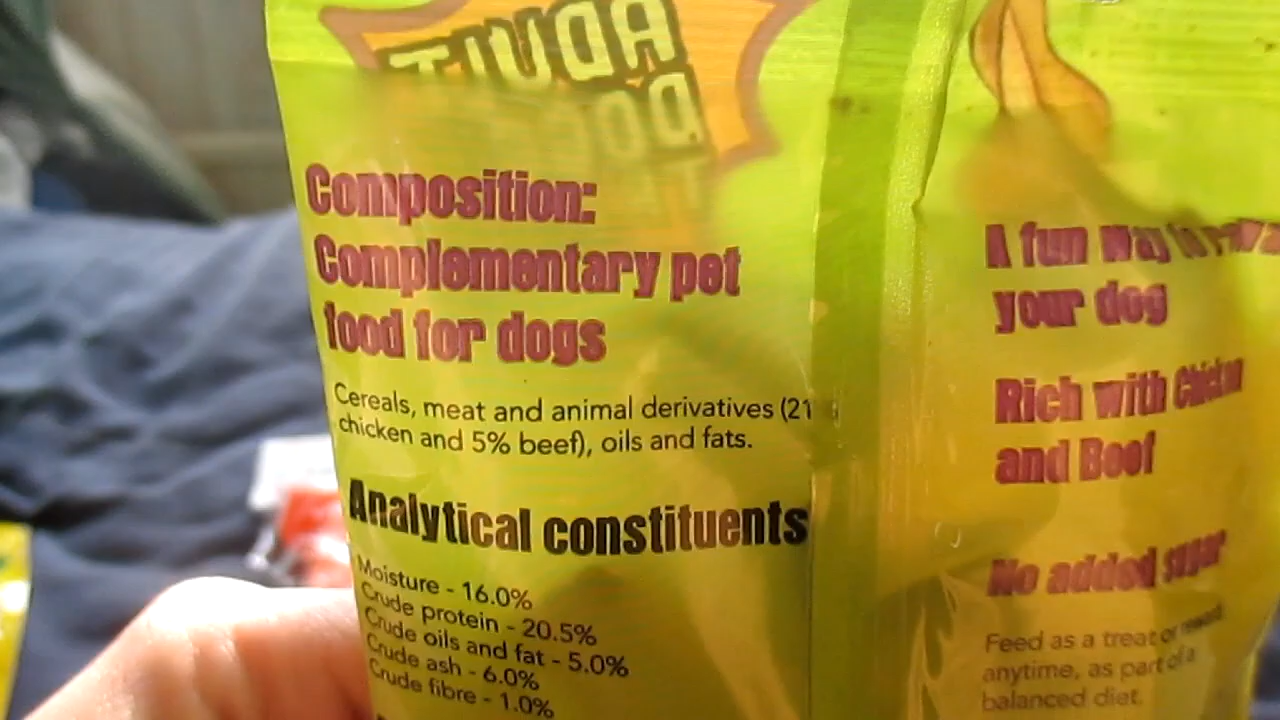 Composition:
Complementary pet
food for dogs
Cereals, meat and animal derivatives (21
chicken and 5% beef), oils and fats.
Analytical constituents
Moisture - 16.0%
Crude protein - 20.5%
Crude oils and fat - 5.0%
Crude ash - 6.0%
Crude fibre - 1.0%
A fun way to
your dog
Rich with Chicken
and Beef
No added sugar
Feed as a treat or
anytime, as part of a
balanced diet.